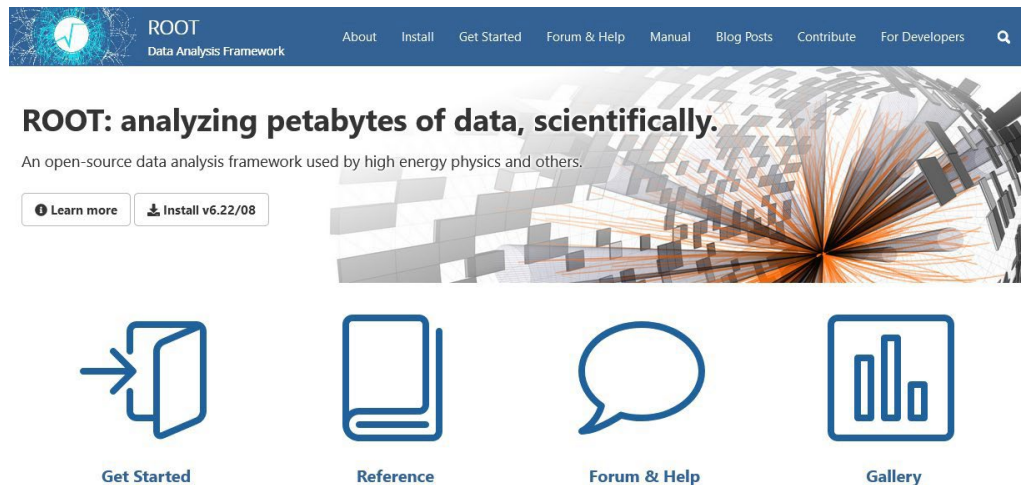 ROOT
Data Analysis Framework
About Install Get Started Forum & Help Manual Blog Posts Contribute For Developers
ROOT: analyzing petabytes of data, scientifically.
An open-source data analysis framework used by high energy physics and others.
Learn more Install v6.22/08
Get Started Reference Forum & Help Gallery